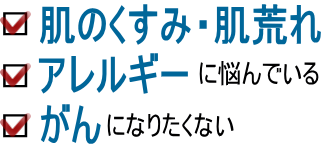 肌のくすみ・肌荒れ
アレルギーに悩んでいる
がんになりたくない